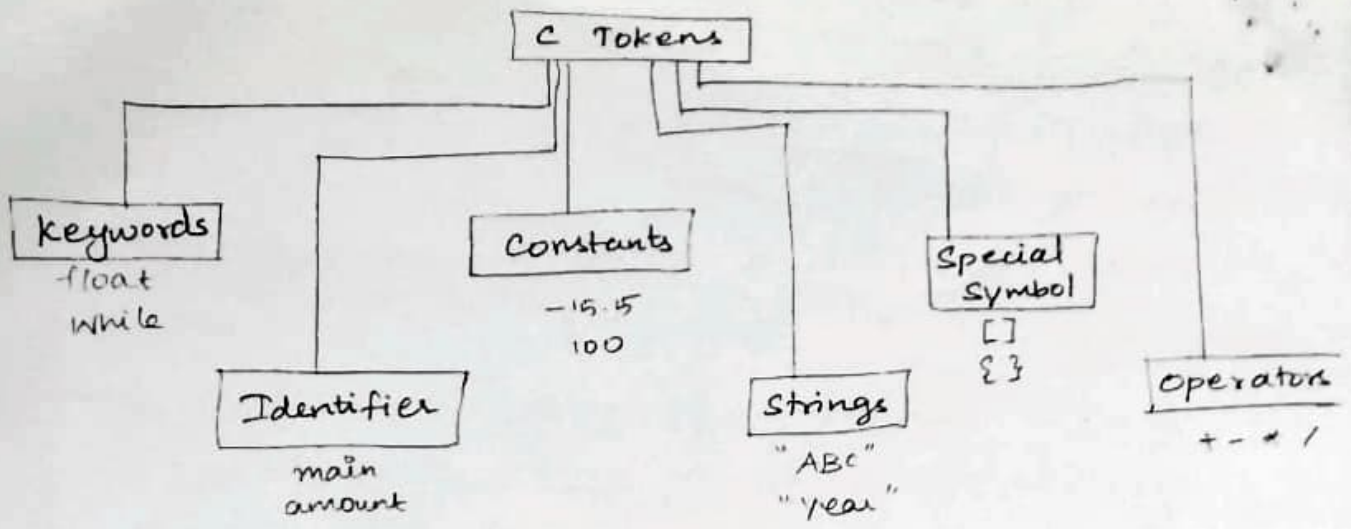 C Tokens
Keywords
float
while
Identifier
main
amount
Constants
-15.5
100
Strings
"ABC"
"year"
Special
Symbol
[ ]
{ }
Operators
+ - * /